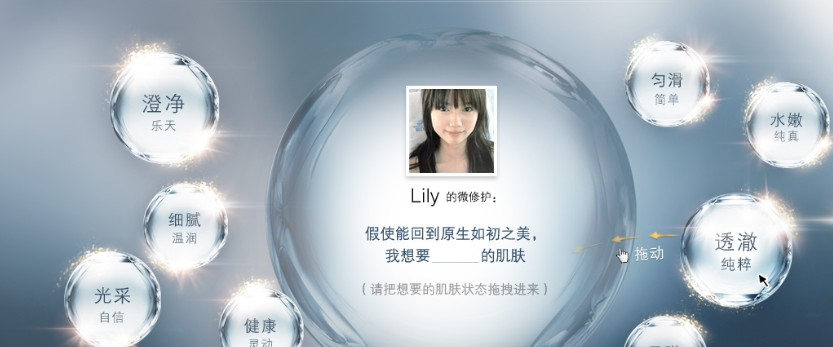 澄净
乐天
匀滑
简单
水嫩
纯真
Lily 的微修护：
细腻
温润
假使能回到原生如初之美，
我想要______的肌肤
透澈
纯粹
拖动
（请把想要的肌肤状态拖拽进来）
光采
自信
健康
灵动